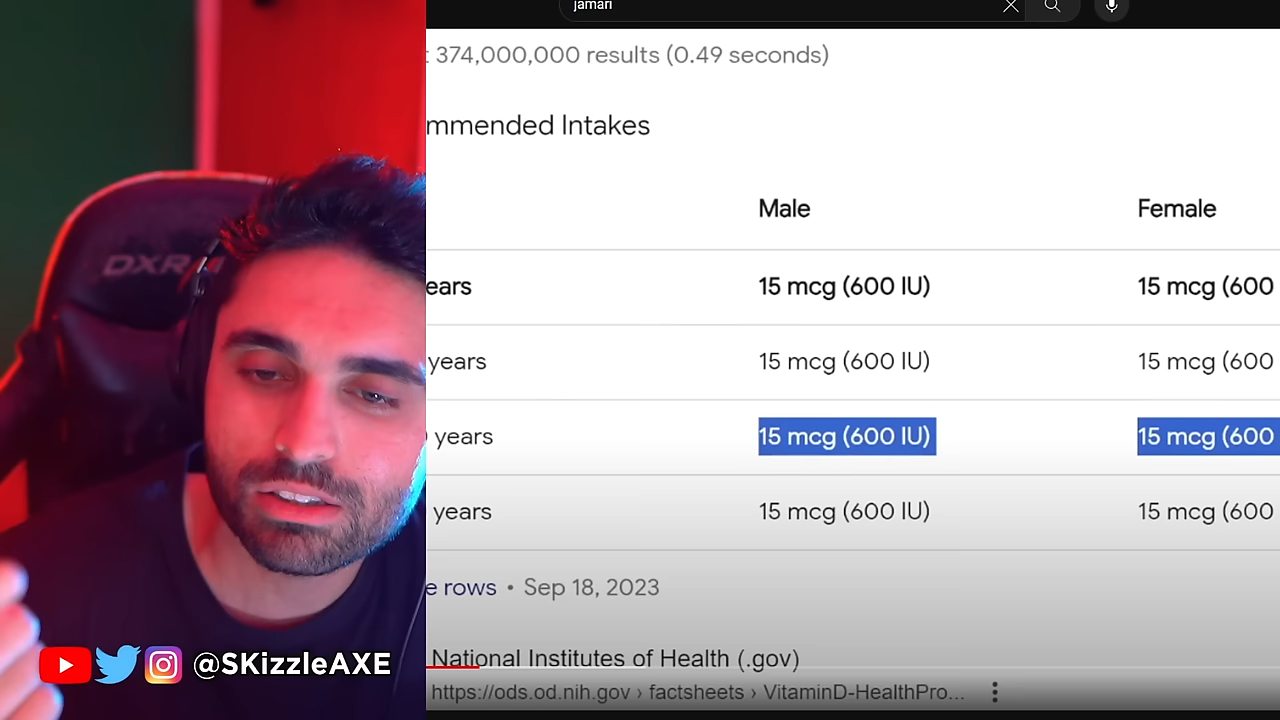 jamari
374,000,000 results (0.49 seconds)
mmended Intakes
Male Female
ears 15 mcg (600 IU) 15 mcg (600
years 15 mcg (600 IU) 15 mcg (600
years 15 mcg (600 IU) 15 mcg (600
years 15 mcg (600 IU) 15 mcg (600
e rows • Sep 18, 2023
National Institutes of Health (.gov)
https://ods.od.nih.gov › factsheets › VitaminD-HealthPro...
DXR
@SKizzleAXE